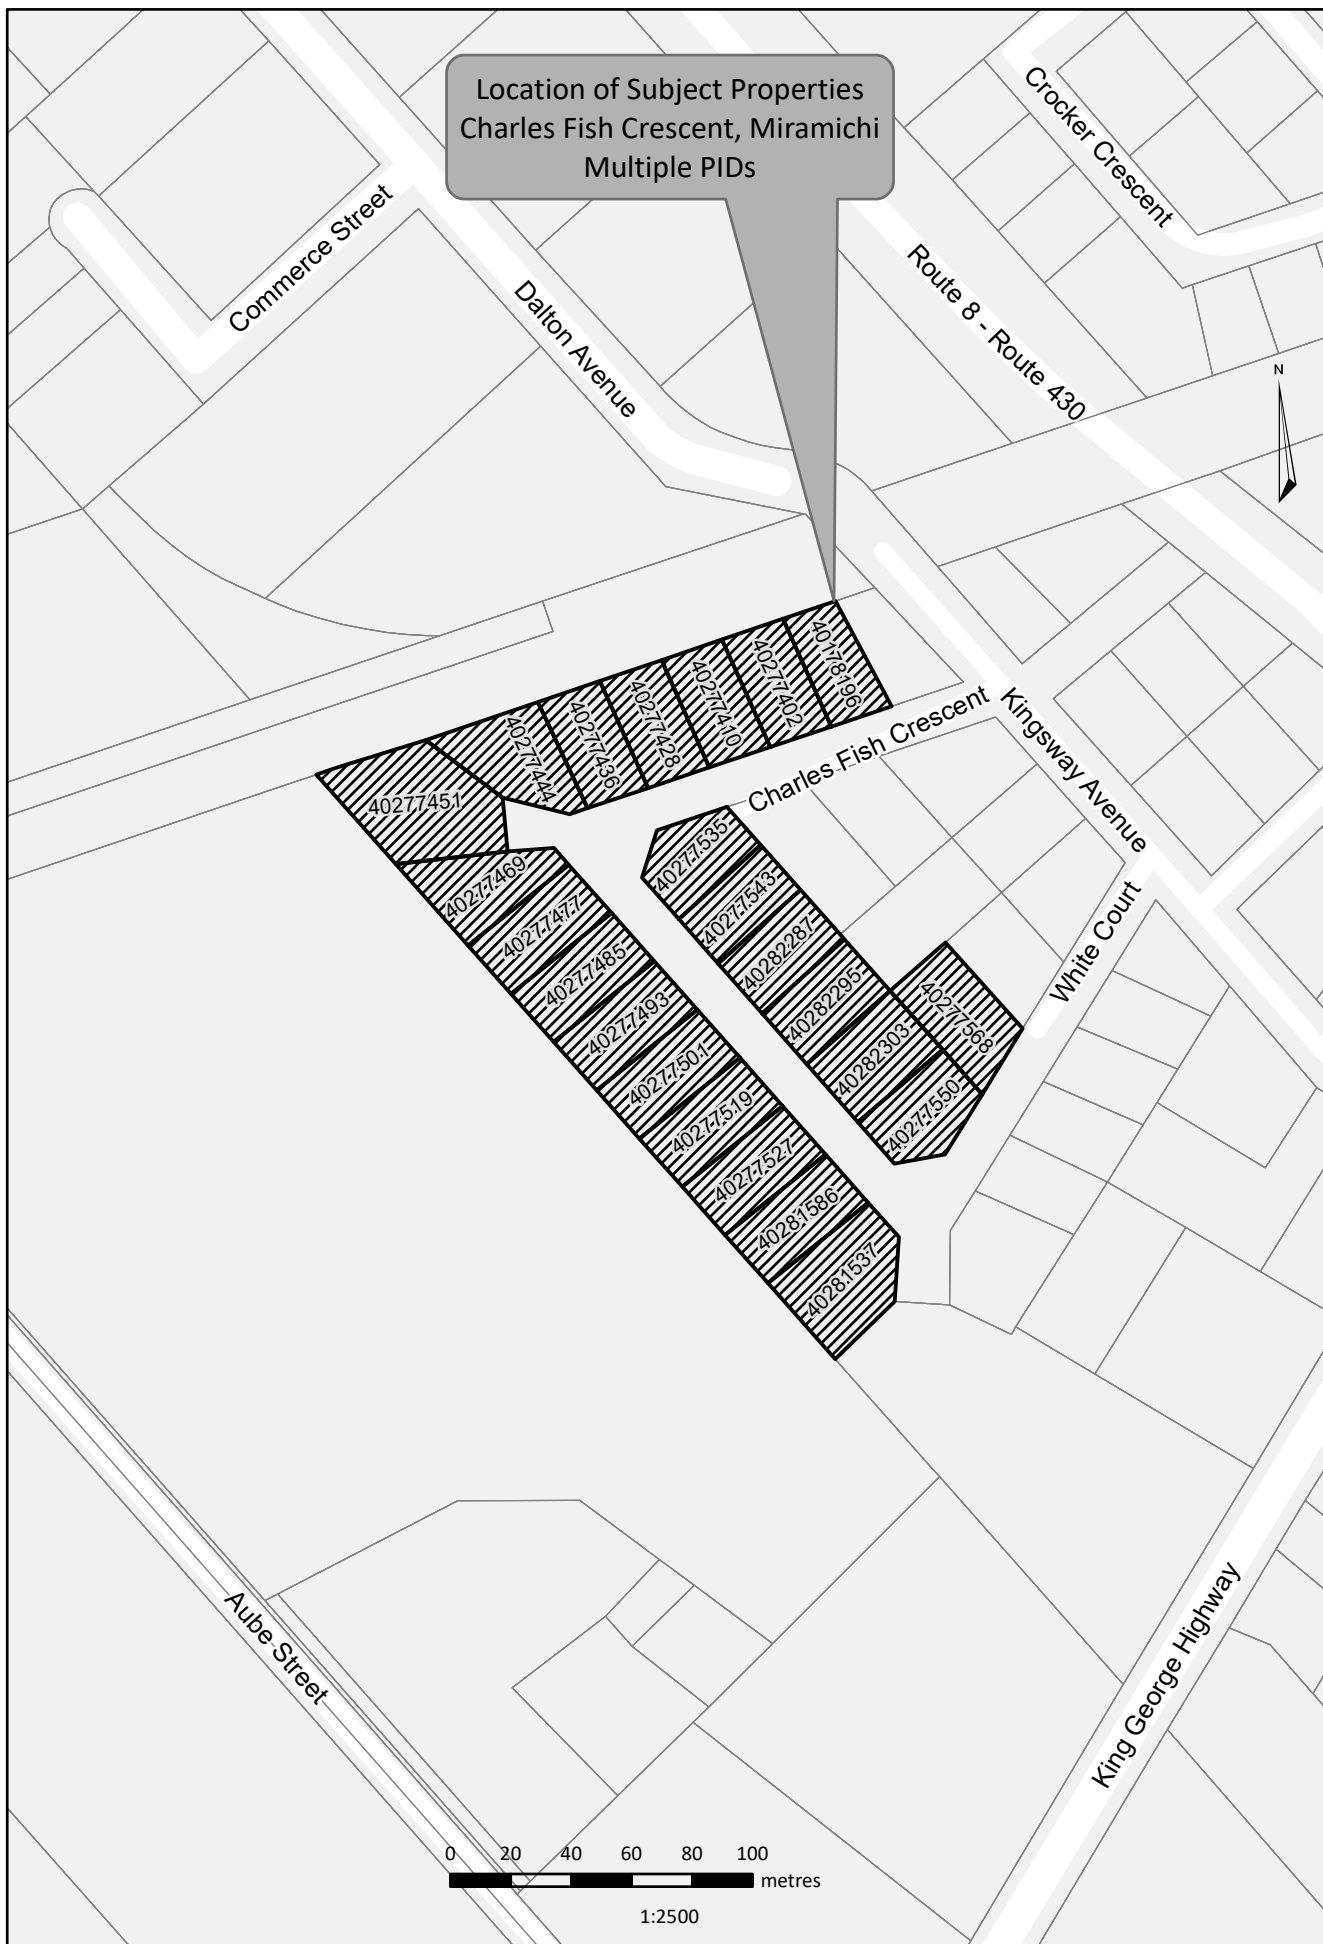 Location of Subject Properties
Charles Fish Crescent, Miramichi
Multiple PIDs
Crocker Crescent
Commerce Street
Dalton Avenue
Route 8 - Route 430
N
40178196
40277402
40277410
40277428
40277436
40277444
40277451
Charles Fish Crescent
Kingsway Avenue
White Court
40277469
40277477
40277485
40277493
40277501
40277519
40277527
40281586
40281537
40277535
40277543
40282287
40282295
40282303
40277550
40277568
Aube Street
King George Highway
0 20 40 60 80 100
metres
1:2500